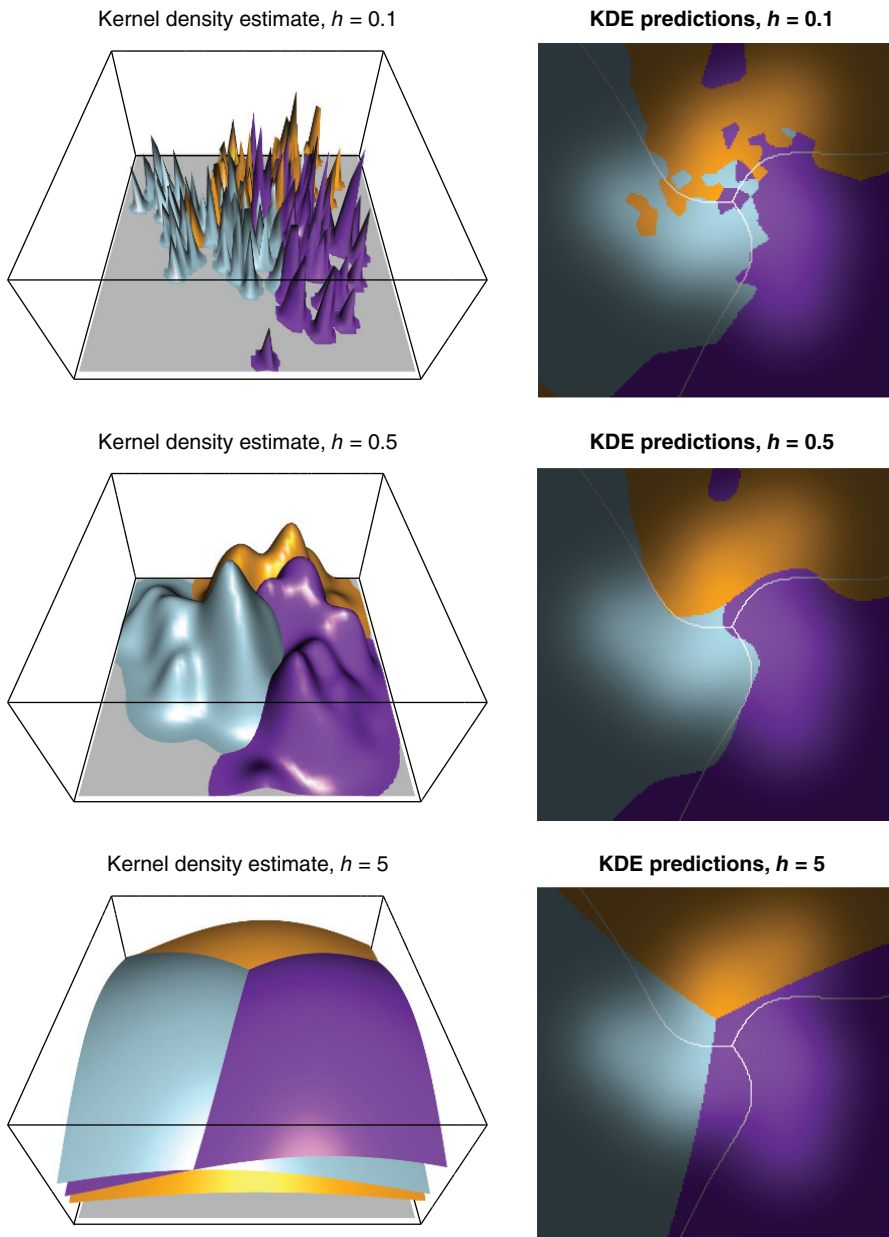 Kernel density estimate, h = 0.1
KDE predictions, h = 0.1
Kernel density estimate, h = 0.5
KDE predictions, h = 0.5
Kernel density estimate, h = 5
KDE predictions, h = 5